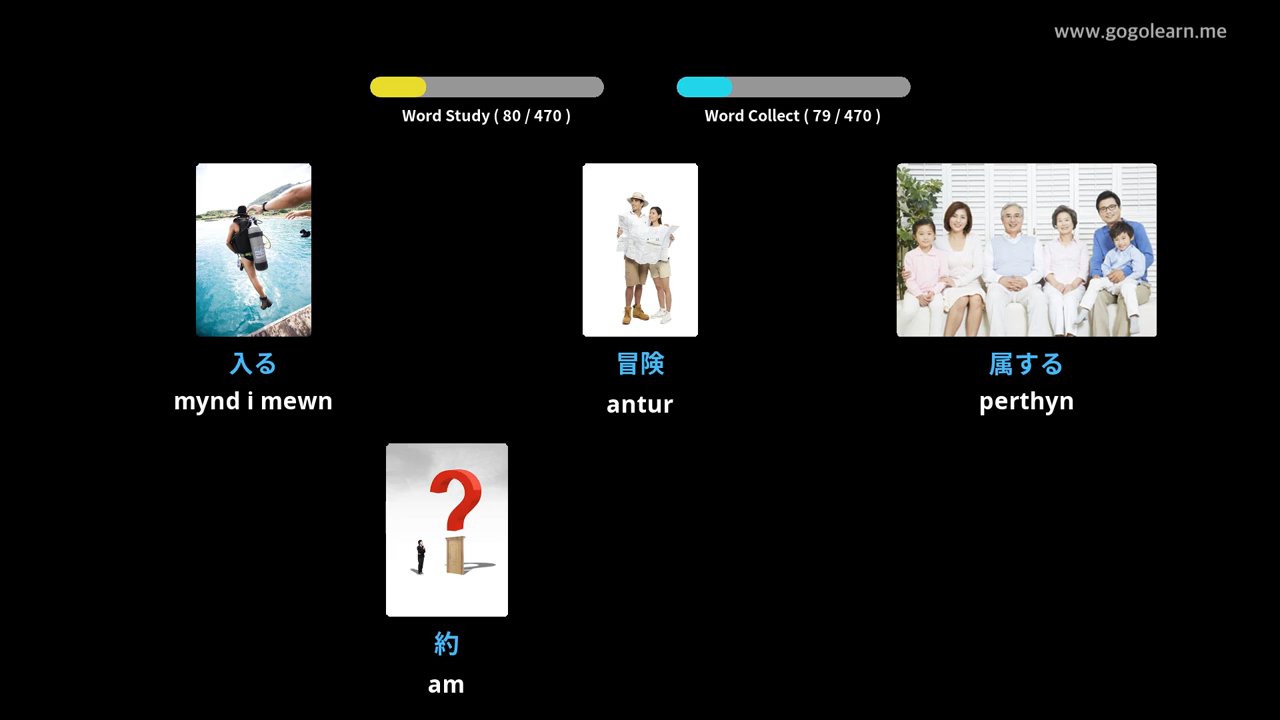 www.gogolearn.me
Word Study ( 80 / 470 )
Word Collect ( 79 / 470 )
入る
mynd i mewn
冒険
antur
属する
perthyn
約
am